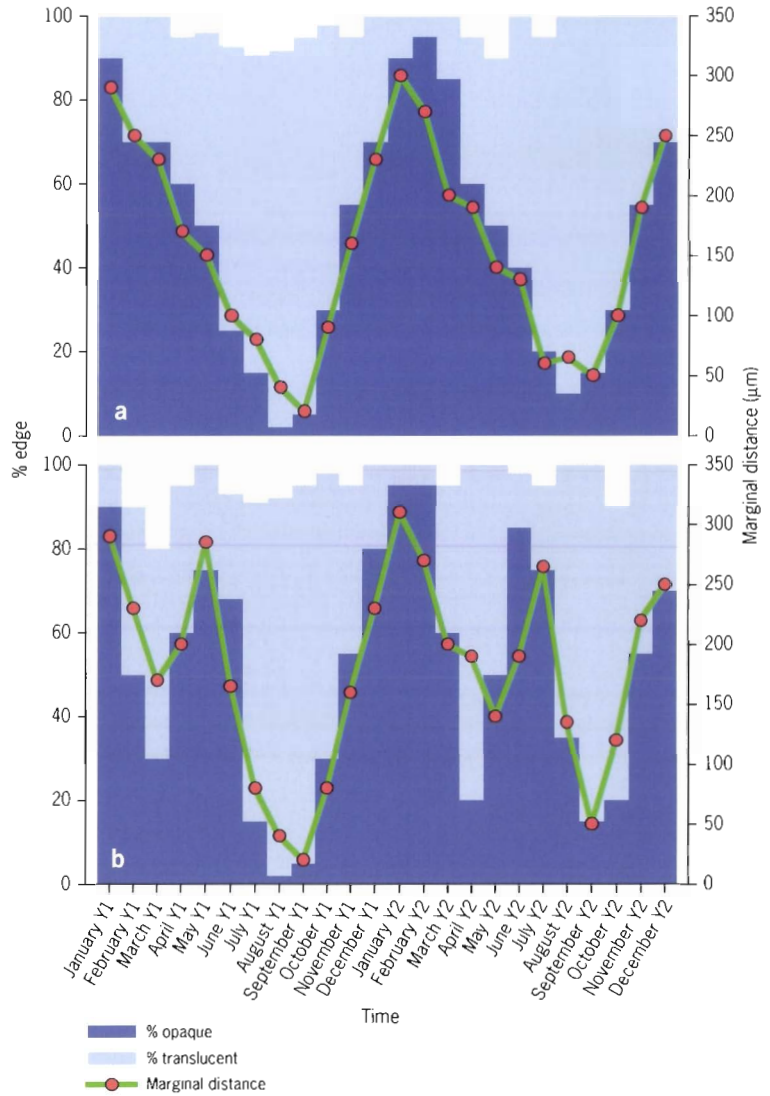 100
80
60
40
20
0
% edge
a
350
300
250
200
150
100
50
0
Marginal distance (µm)
100
80
60
40
20
0
b
350
300
250
200
150
100
50
0
January Y1
February Y1
March Y1
April Y1
May Y1
June Y1
July Y1
August Y1
September Y1
October Y1
November Y1
December Y1
January Y2
February Y2
March Y2
April Y2
May Y2
June Y2
July Y2
August Y2
September Y2
October Y2
November Y2
December Y2
Time
% opaque
% translucent
Marginal distance